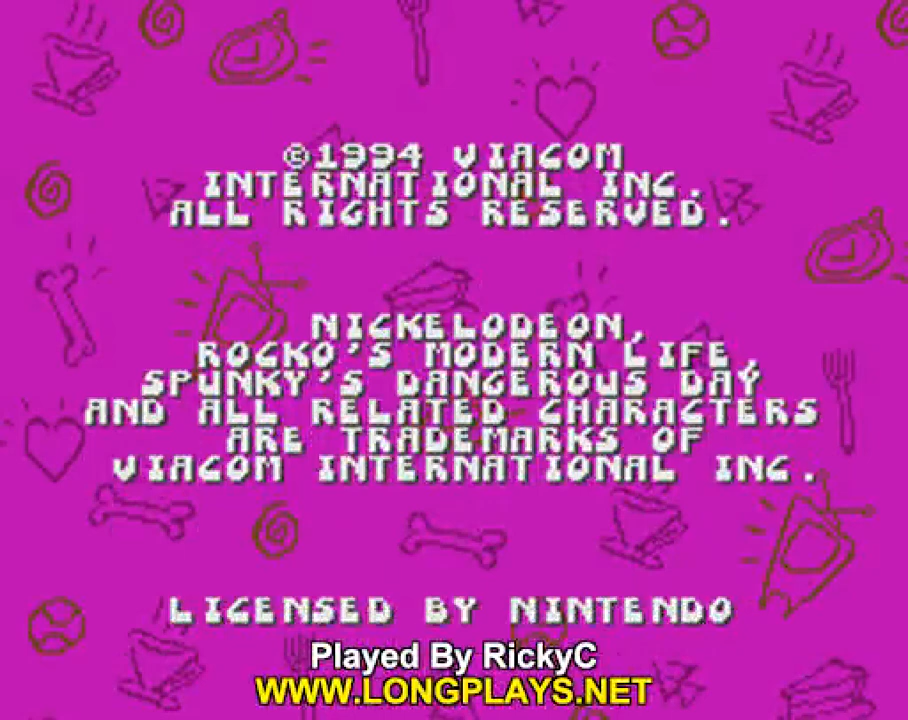 ©1994 VIACOM
INTERNATIONAL INC.
ALL RIGHTS RESERVED.
NICKELODEON,
ROCKO'S MODERN LIFE,
SPUNKY'S DANGEROUS DAY
AND ALL RELATED CHARACTERS
ARE TRADEMARKS OF
VIACOM INTERNATIONAL INC.
LICENSED BY NINTENDO
Played By RickyC
WWW.LONGPLAYS.NET